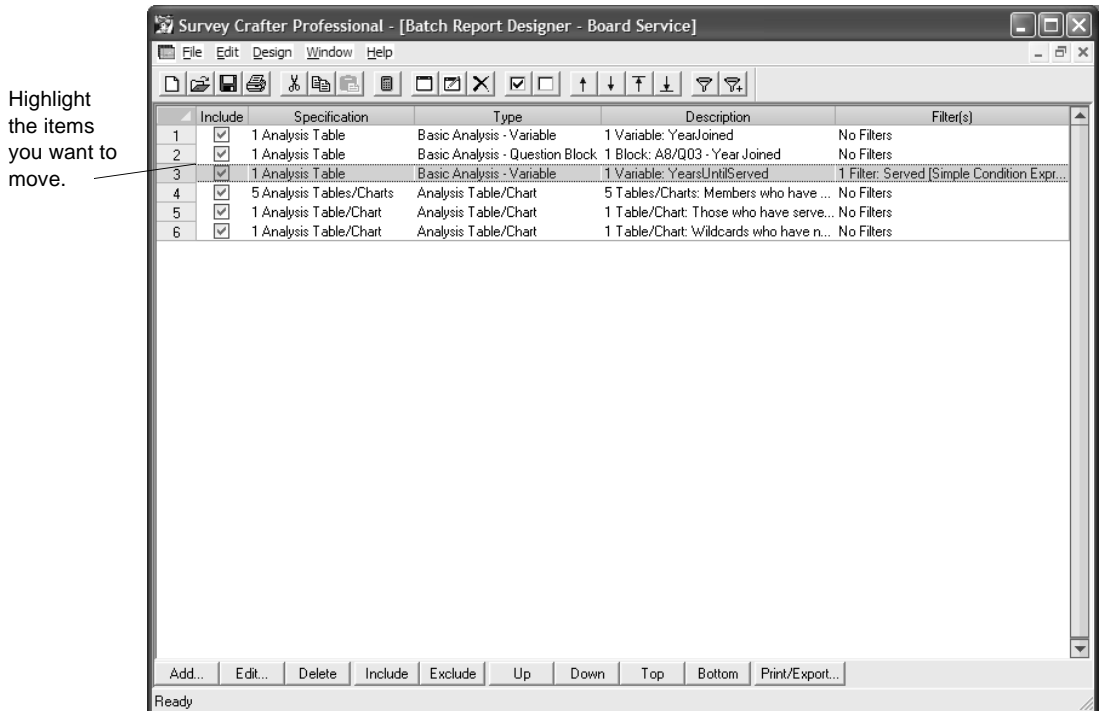 Highlight
the items
you want to
move.
Survey Crafter Professional - [Batch Report Designer - Board Service]
File Edit Design Window Help
Include Specification Type Description Filter(s)
1 1 Analysis Table Basic Analysis - Variable 1 Variable: YearJoined No Filters
2 1 Analysis Table Basic Analysis - Question Block 1 Block: A8/Q03 - Year Joined No Filters
3 1 Analysis Table Basic Analysis - Variable 1 Variable: YearsUntilServed 1 Filter: Served [Simple Condition Expr...
4 5 Analysis Tables/Charts Analysis Table/Chart 5 Tables/Charts: Members who have ... No Filters
5 1 Analysis Table/Chart Analysis Table/Chart 1 Table/Chart: Those who have serve... No Filters
6 1 Analysis Table/Chart Analysis Table/Chart 1 Table/Chart: Wildcards who have n... No Filters
Add... Edit... Delete Include Exclude Up Down Top Bottom Print/Export...
Ready